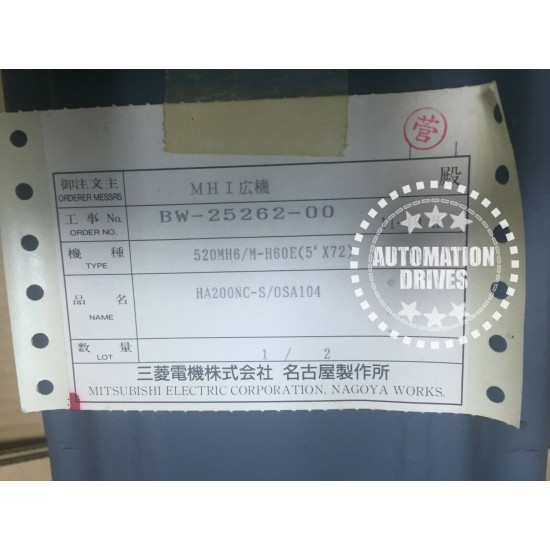 営
御注文主 MHI広機 殿
ORDERER MESSRS
工事No. BW-25262-00
ORDER NO.
機種 520MH6/M-H60E(5°X72)
TYPE
品名 HA200NC-S/OSA104
NAME
数量 1 / 2
LOT
三菱電機株式会社 名古屋製作所
MITSUBISHI ELECTRIC CORPORATION, NAGOYA WORKS.
AUTOMATION
DRIVES